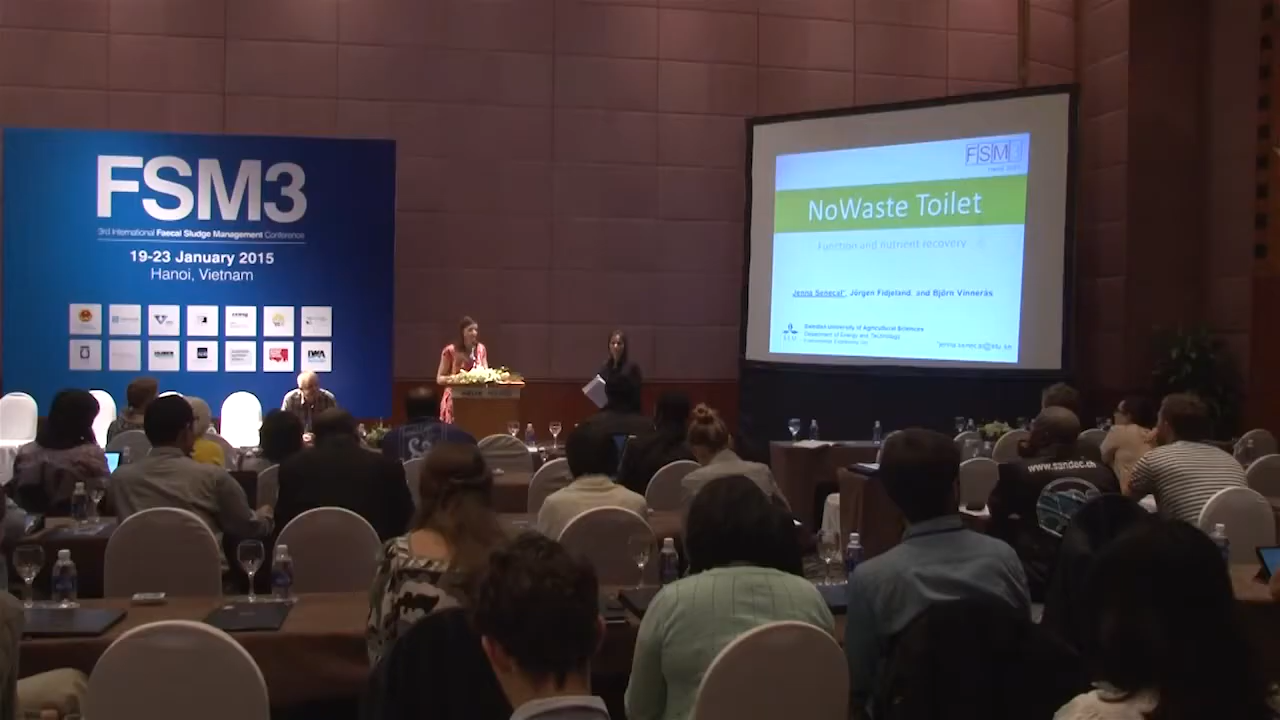 FSM3
3rd International Faecal Sludge Management Conference
19-23 January 2015
Hanoi, Vietnam
FSM3
NoWaste Toilet
Function and nutrient recovery
Jenna Senecal*, Jörgen Fidjeland, and Björn Vinnerås
SLU
Swedish University of Agricultural Sciences
Department of Energy and Technology
www.sandec.ch